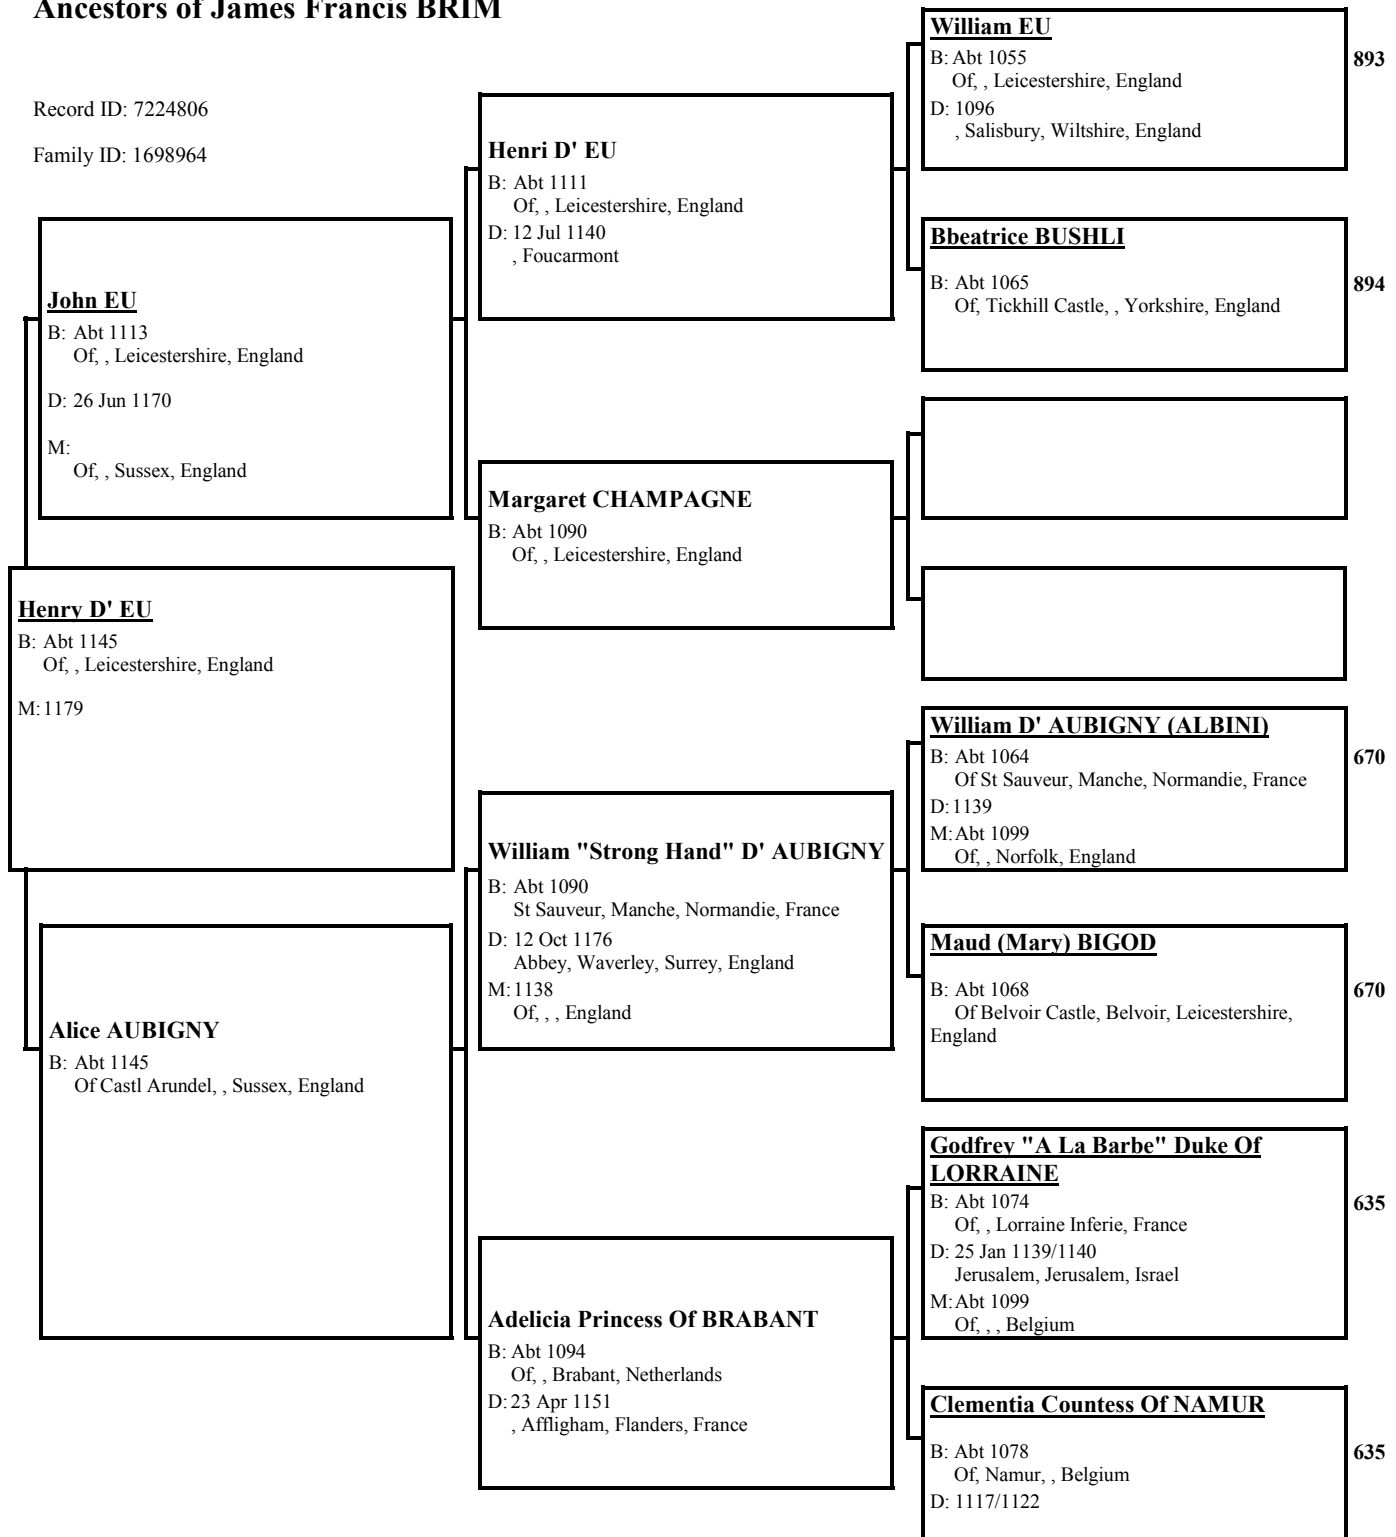 Ancestors of James Francis BRIM
Record ID: 7224806
Family ID: 1698964
John EU
B: Abt 1113
Of, , Leicestershire, England
D: 26 Jun 1170
M:
Of, , Sussex, England
Henry D' EU
B: Abt 1145
Of, , Leicestershire, England
M: 1179
Alice AUBIGNY
B: Abt 1145
Of Castl Arundel, , Sussex, England
Henri D' EU
B: Abt 1111
Of, , Leicestershire, England
D: 12 Jul 1140
, Foucarmont
Margaret CHAMPAGNE
B: Abt 1090
Of, , Leicestershire, England
William "Strong Hand" D' AUBIGNY
B: Abt 1090
St Sauveur, Manche, Normandie, France
D: 12 Oct 1176
Abbey, Waverley, Surrey, England
M: 1138
Of, , , England
Adelicia Princess Of BRABANT
B: Abt 1094
Of, , Brabant, Netherlands
D: 23 Apr 1151
, Affligham, Flanders, France
William EU
B: Abt 1055
Of, , Leicestershire, England
D: 1096
, Salisbury, Wiltshire, England
893
Bbeatrice BUSHLI
B: Abt 1065
Of, Tickhill Castle, , Yorkshire, England
894
William D' AUBIGNY (ALBINI)
B: Abt 1064
Of St Sauveur, Manche, Normandie, France
D: 1139
M: Abt 1099
Of, , Norfolk, England
670
Maud (Mary) BIGOD
B: Abt 1068
Of Belvoir Castle, Belvoir, Leicestershire,
England
670
Godfrey "A La Barbe" Duke Of
LORRAINE
B: Abt 1074
Of, , Lorraine Inferie, France
D: 25 Jan 1139/1140
Jerusalem, Jerusalem, Israel
M: Abt 1099
Of, , , Belgium
635
Clementia Countess Of NAMUR
B: Abt 1078
Of, Namur, , Belgium
D: 1117/1122
635